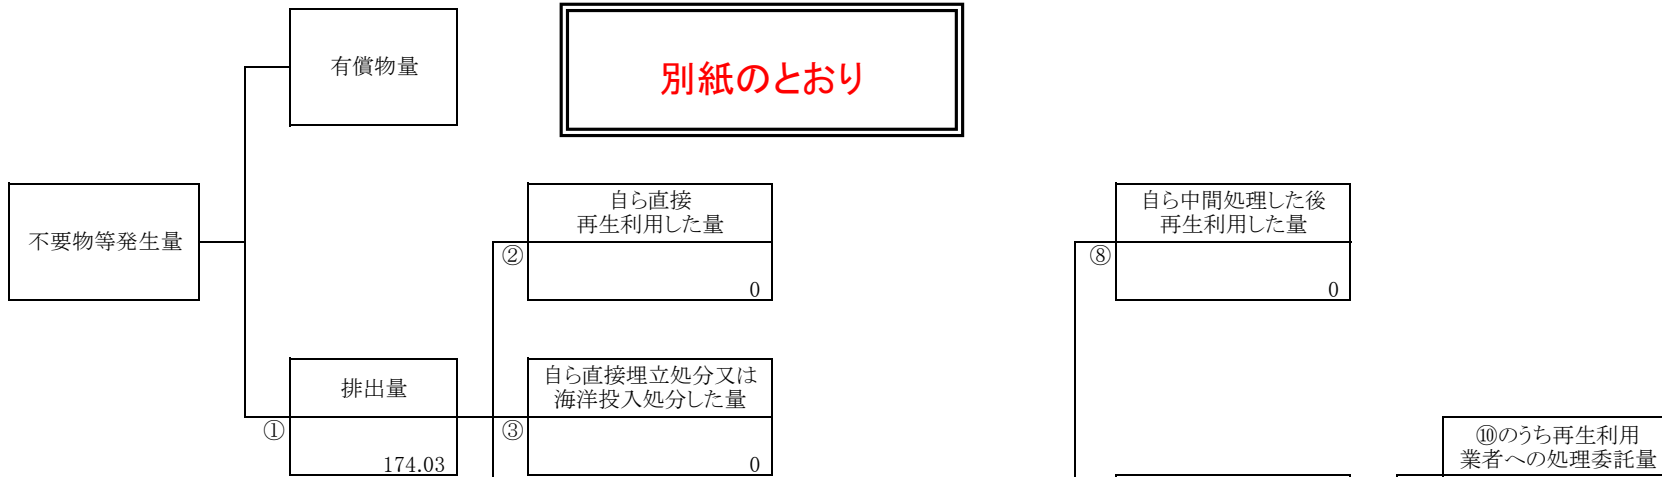 有償物量
別紙のとおり
不要物等発生量
自ら直接
再生利用した量
②
0
自ら中間処理した後
再生利用した量
⑧
0
排出量
①
174.03
自ら直接埋立処分又は
海洋投入処分した量
③
0
⑩のうち再生利用
業者への処理委託量